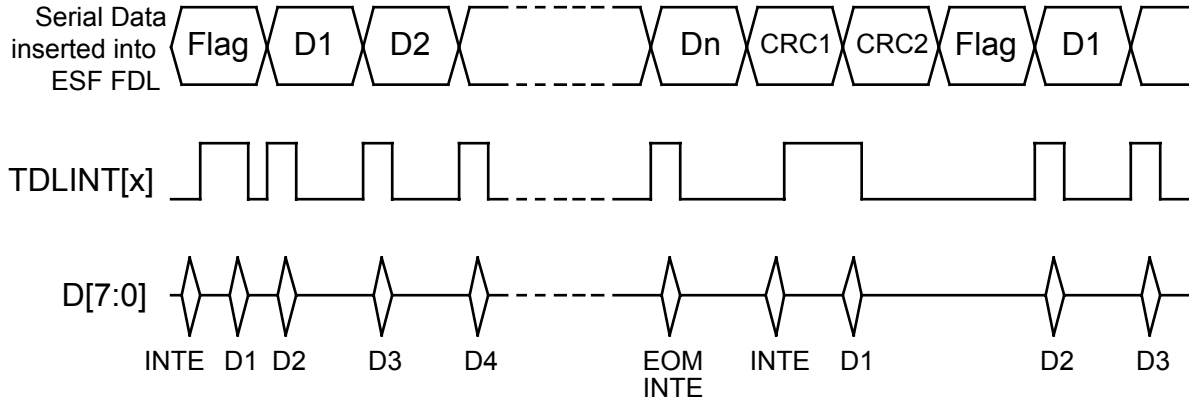 Serial Data
inserted into
ESF FDL
Flag D1 D2 Dn CRC1 CRC2 Flag D1
TDLINT[x]
D[7:0]
INTE D1 D2 D3 D4 EOM INTE D1 D2 D3
INTE